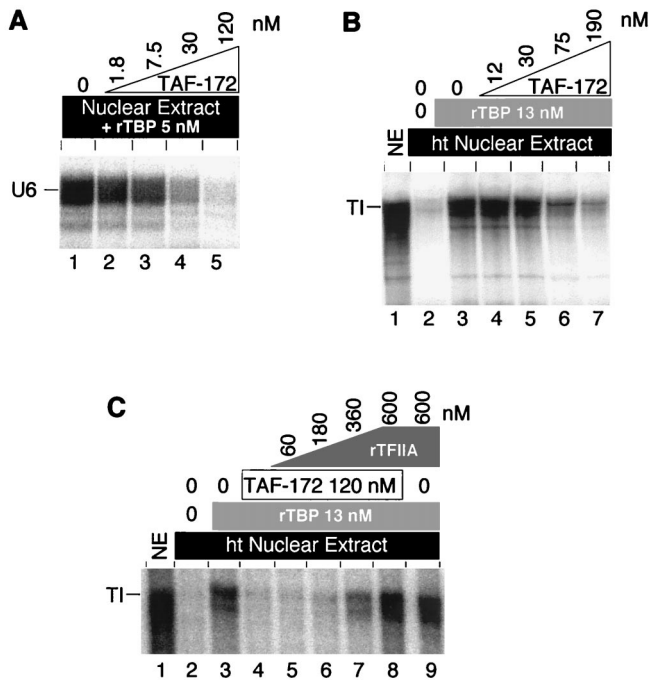 A
0 1.8 7.5 30 120 nM
TAF-172
Nuclear Extract
+ rTBP 5 nM
U6
1 2 3 4 5
B
0 0 12 30 75 190 nM
TAF-172
0 rTBP 13 nM
NE ht Nuclear Extract
TI
1 2 3 4 5 6 7
C
60 180 360 600 600 nM
rTFIIA
0 0 TAF-172 120 nM 0
0 rTBP 13 nM
NE ht Nuclear Extract
TI
1 2 3 4 5 6 7 8 9